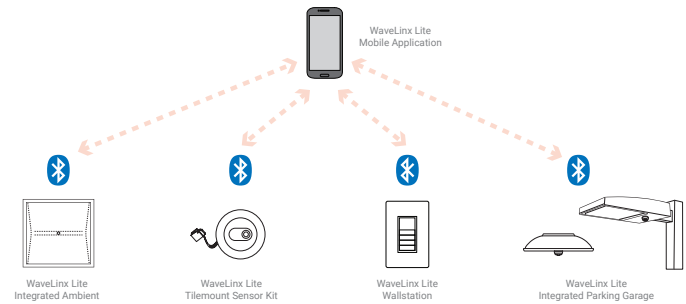 WaveLinx Lite
Mobile Application
WaveLinx Lite
Integrated Ambient
WaveLinx Lite
Tilemount Sensor Kit
WaveLinx Lite
Wallstation
WaveLinx Lite
Integrated Parking Garage